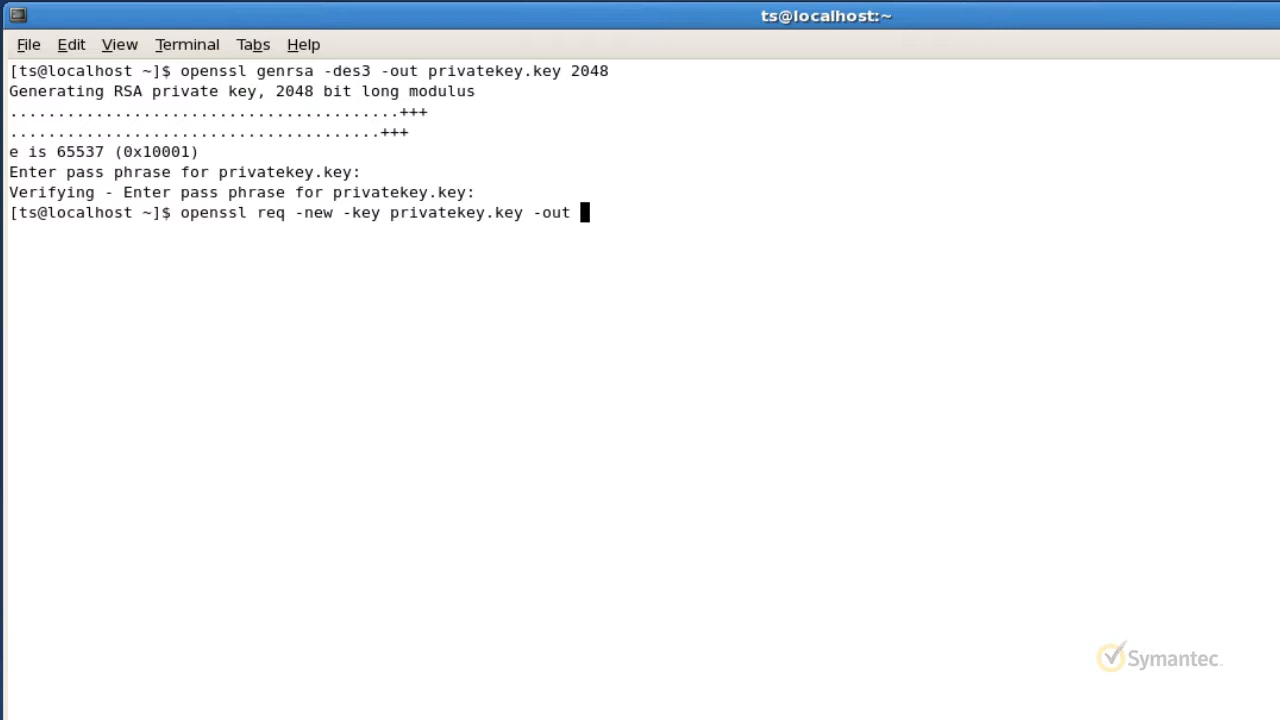 ts@localhost:~
File Edit View Terminal Tabs Help
[ts@localhost ~]$ openssl genrsa -des3 -out privatekey.key 2048
Generating RSA private key, 2048 bit long modulus
.........................................+++
.......................................+++
e is 65537 (0x10001)
Enter pass phrase for privatekey.key:
Verifying - Enter pass phrase for privatekey.key:
[ts@localhost ~]$ openssl req -new -key privatekey.key -out
Symantec